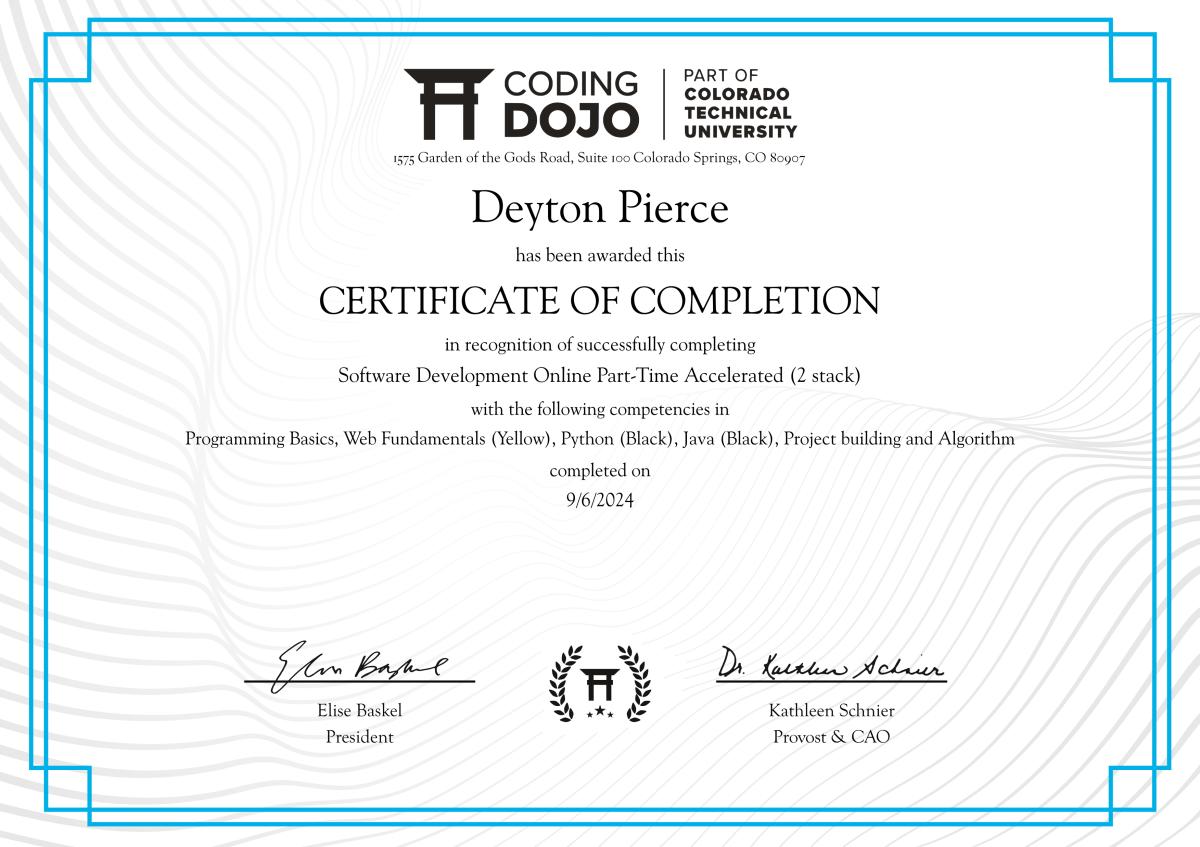 CODING
DOJO
PART OF
COLORADO
TECHNICAL
UNIVERSITY
1575 Garden of the Gods Road, Suite 100 Colorado Springs, CO 80907
Deyton Pierce
has been awarded this
CERTIFICATE OF COMPLETION
in recognition of successfully completing
Software Development Online Part-Time Accelerated (2 stack)
with the following competencies in
Programming Basics, Web Fundamentals (Yellow), Python (Black), Java (Black), Project building and Algorithm
completed on
9/6/2024
Elise Baskel
Dr. Kathleen Schnier
Elise Baskel
President
Kathleen Schnier
Provost & CAO